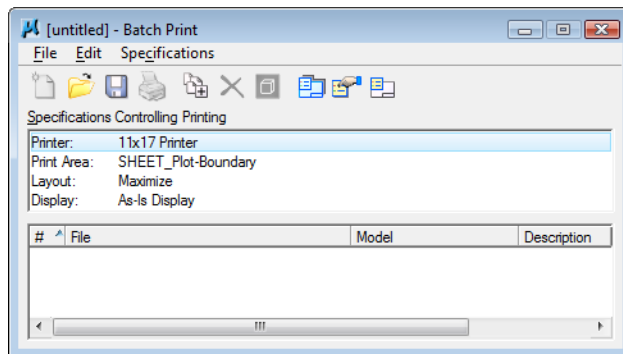 [untitled] - Batch Print
File Edit Specifications
Specifications Controlling Printing
Printer: 11x17 Printer
Print Area: SHEET_Plot-Boundary
Layout: Maximize
Display: As-Is Display
# File Model Description